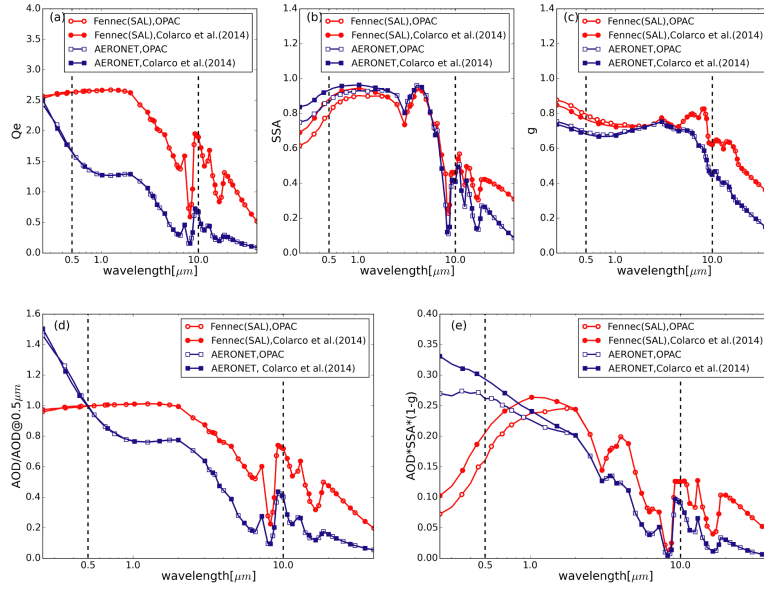 (a)
Fennec(SAL),OPAC
Fennec(SAL),Colarco et al.(2014)
AERONET,OPAC
AERONET,Colarco et al.(2014)
Qe
4.0
3.5
3.0
2.5
2.0
1.5
1.0
0.5
0.0
0.5
1.0
10.0
wavelength[μm]
(b)
Fennec(SAL),OPAC
Fennec(SAL),Colarco et al.(2014)
AERONET,OPAC
AERONET,Colarco et al.(2014)
SSA
1.4
1.2
1.0
0.8
0.6
0.4
0.2
0.0
0.5
1.0
10.0
wavelength[μm]
(c)
Fennec(SAL),OPAC
Fennec(SAL),Colarco et al.(2014)
AERONET,OPAC
AERONET,Colarco et al.(2014)
g
1.4
1.2
1.0
0.8
0.6
0.4
0.2
0.0
0.5
1.0
10.0
wavelength[μm]
(d)
Fennec(SAL),OPAC
Fennec(SAL),Colarco et al.(2014)
AERONET,OPAC
AERONET, Colarco et al.(2014)
AOD/AOD@0.5μm
1.6
1.4
1.2
1.0
0.8
0.6
0.4
0.2
0.0
0.5
1.0
10.0
wavelength[μm]
(e)
Fennec(SAL),OPAC
Fennec(SAL),Colarco et al.(2014)
AERONET,OPAC
AERONET,Colarco et al.(2014)
AOD*SSA*(1-g)
0.40
0.35
0.30
0.25
0.20
0.15
0.10
0.05
0.00
0.5
1.0
10.0
wavelength[μm]